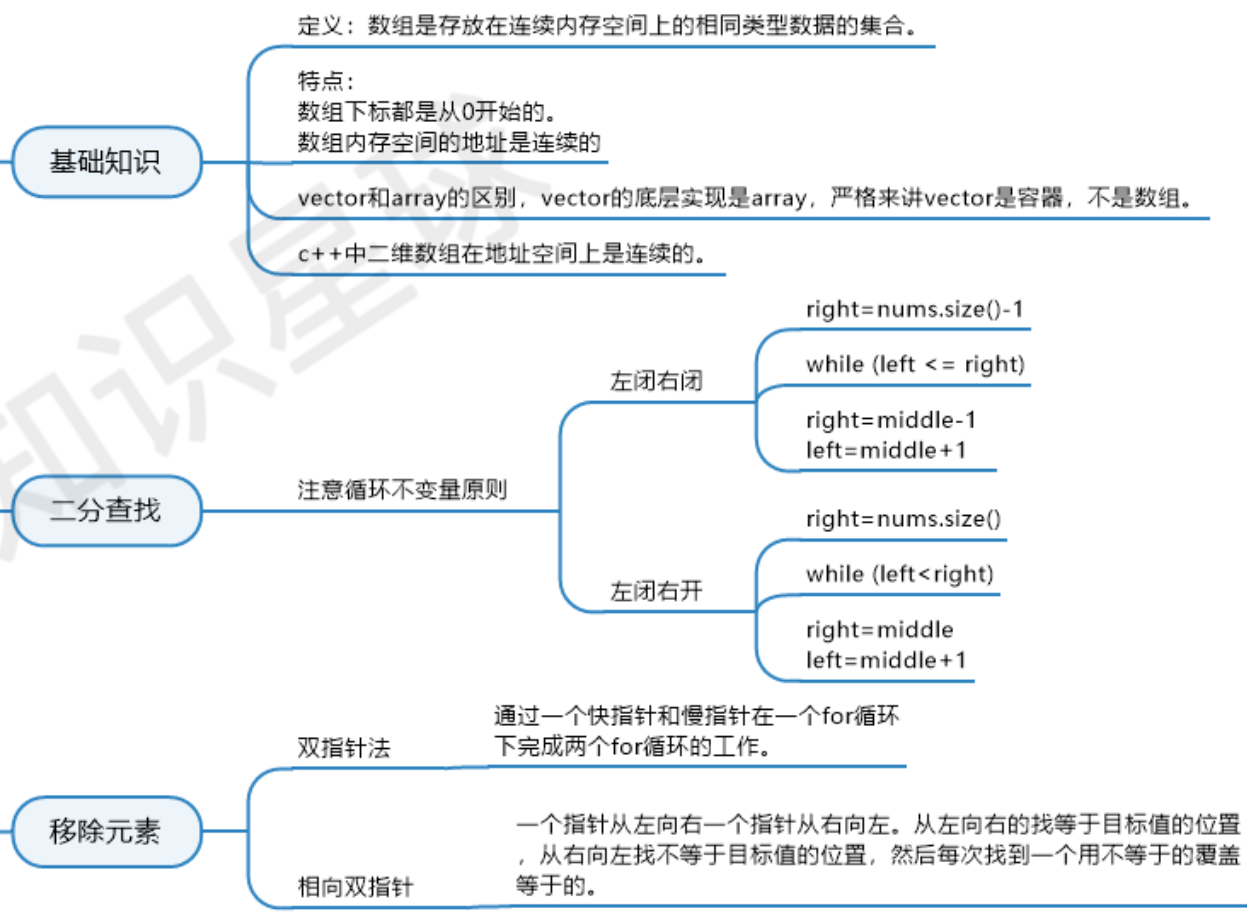 定义：数组是存放在连续内存空间上的相同类型数据的集合。
特点：
数组下标都是从0开始的。
数组内存空间的地址是连续的
基础知识
vector和array的区别，vector的底层实现是array，严格来讲vector是容器，不是数组。
c++中二维数组在地址空间上是连续的。
right=nums.size()-1
while (left <= right)
左闭右闭
right=middle-1
left=middle+1
注意循环不变量原则
二分查找
right=nums.size()
while (left<right)
左闭右开
right=middle
left=middle+1
通过一个快指针和慢指针在一个for循环
下完成两个for循环的工作。
双指针法
移除元素
一个指针从左向右一个指针从右向左。从左向右的找等于目标值的位置
，从右向左找不等于目标值的位置，然后每次找到一个用不等于的覆盖
等于的。
相向双指针
知识星球